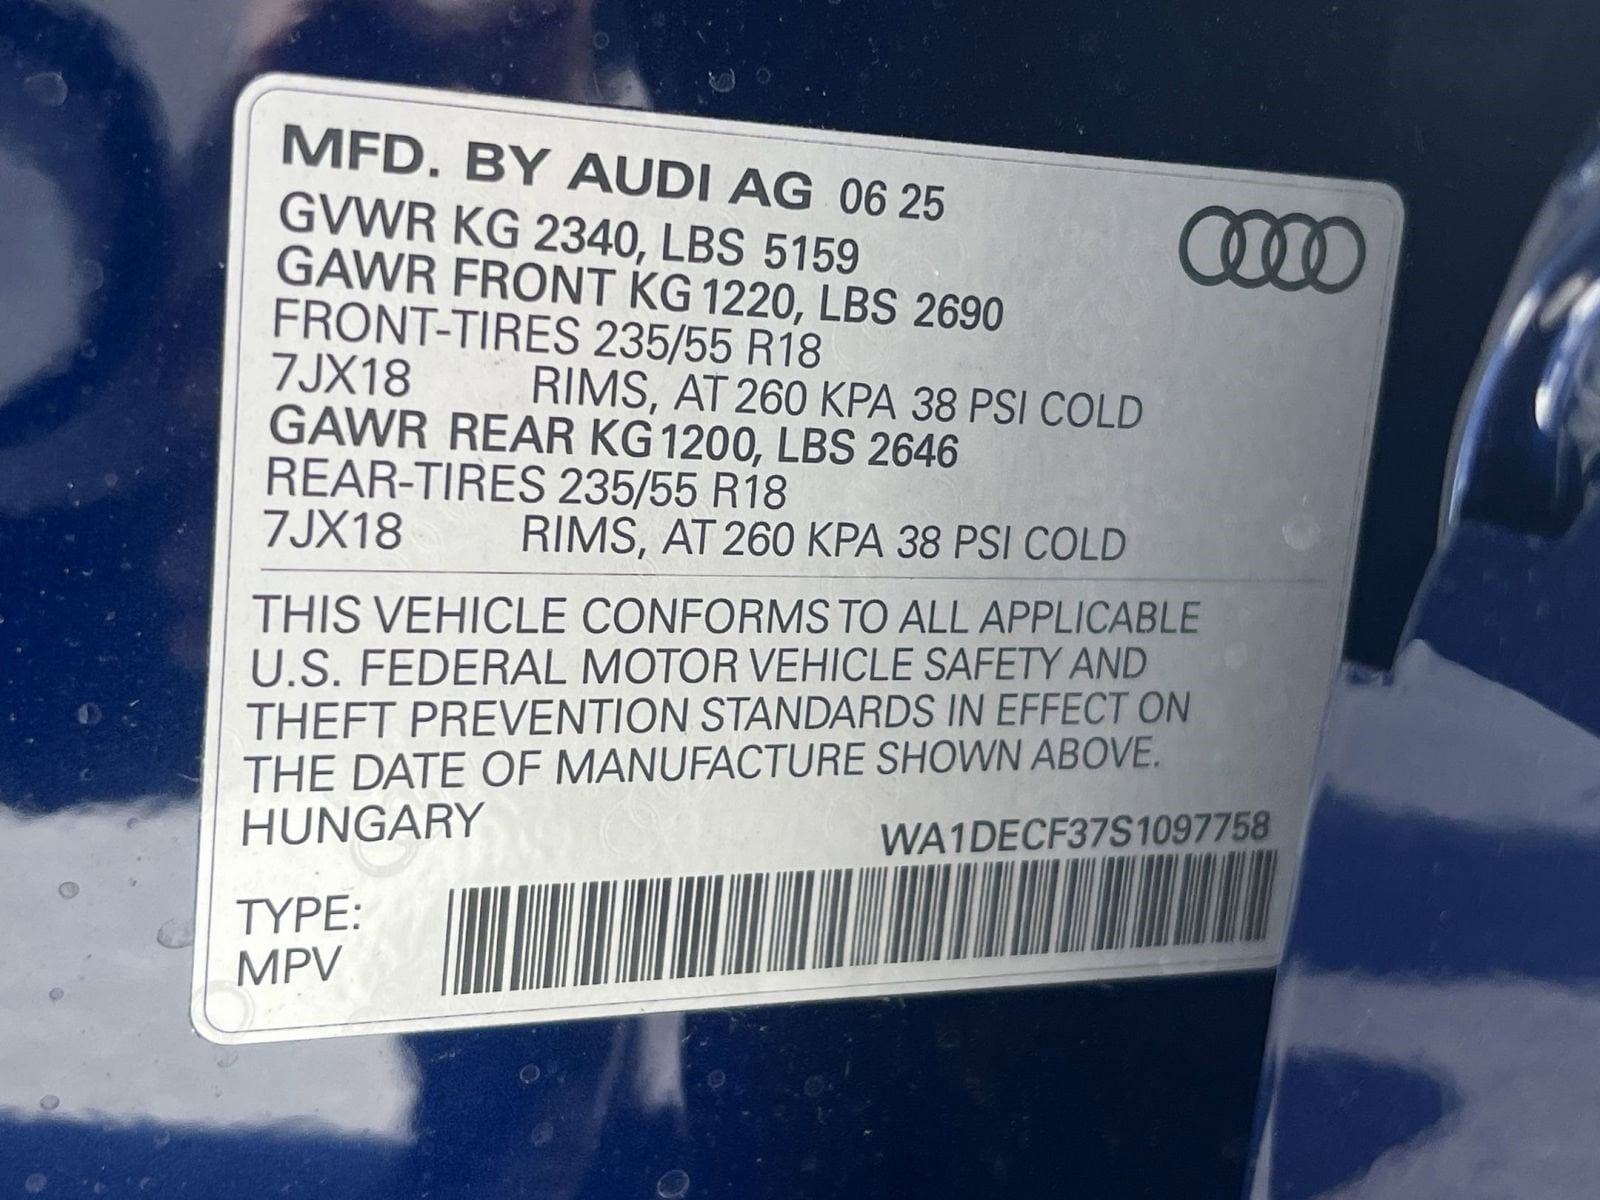 MFD. BY AUDI AG 06 25
GVWR KG 2340, LBS 5159
GAWR FRONT KG 1220, LBS 2690
FRONT-TIRES 235/55 R18
7JX18 RIMS, AT 260 KPA 38 PSI COLD
GAWR REAR KG 1200, LBS 2646
REAR-TIRES 235/55 R18
7JX18 RIMS, AT 260 KPA 38 PSI COLD
THIS VEHICLE CONFORMS TO ALL APPLICABLE
U.S. FEDERAL MOTOR VEHICLE SAFETY AND
THEFT PREVENTION STANDARDS IN EFFECT ON
THE DATE OF MANUFACTURE SHOWN ABOVE.
HUNGARY WA1DECF37S1097758
TYPE:
MPV